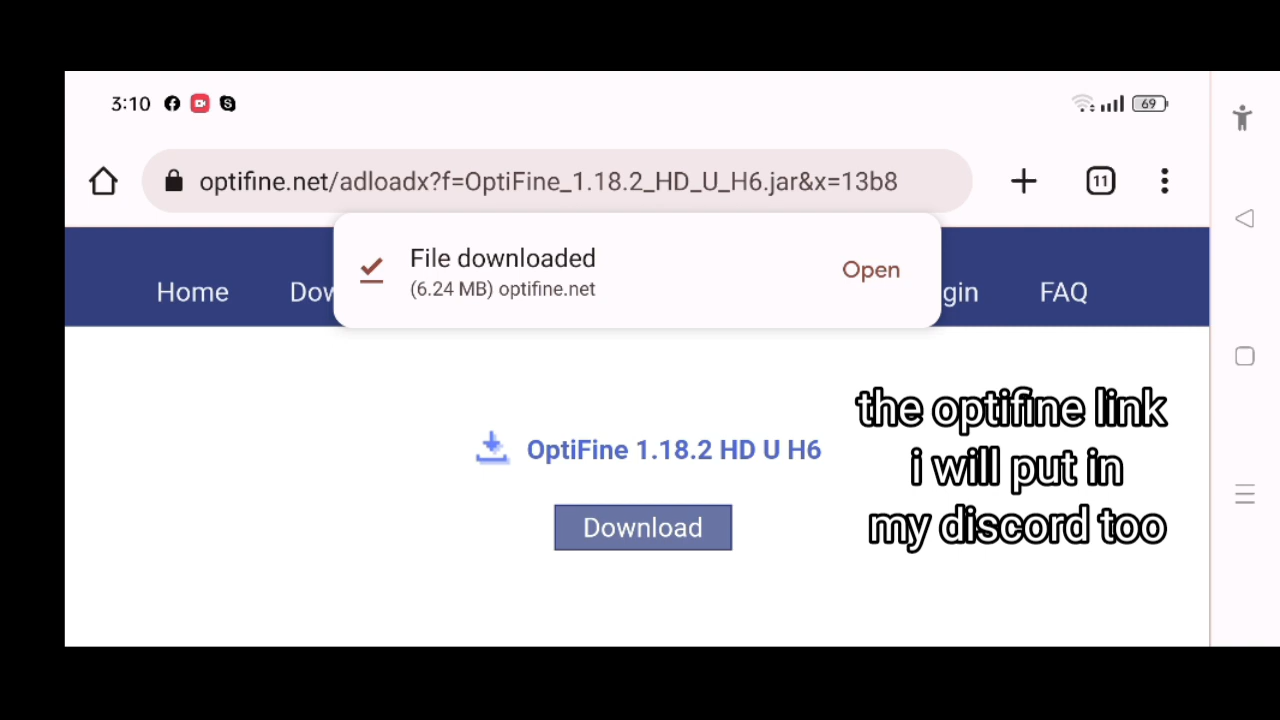 3:10
69
optifine.net/adloadx?f=OptiFine_1.18.2_HD_U_H6.jar&x=13b8
11
File downloaded
(6.24 MB) optifine.net
Open
Home Dow gin FAQ
OptiFine 1.18.2 HD U H6
Download
the optifine link
i will put in
my discord too